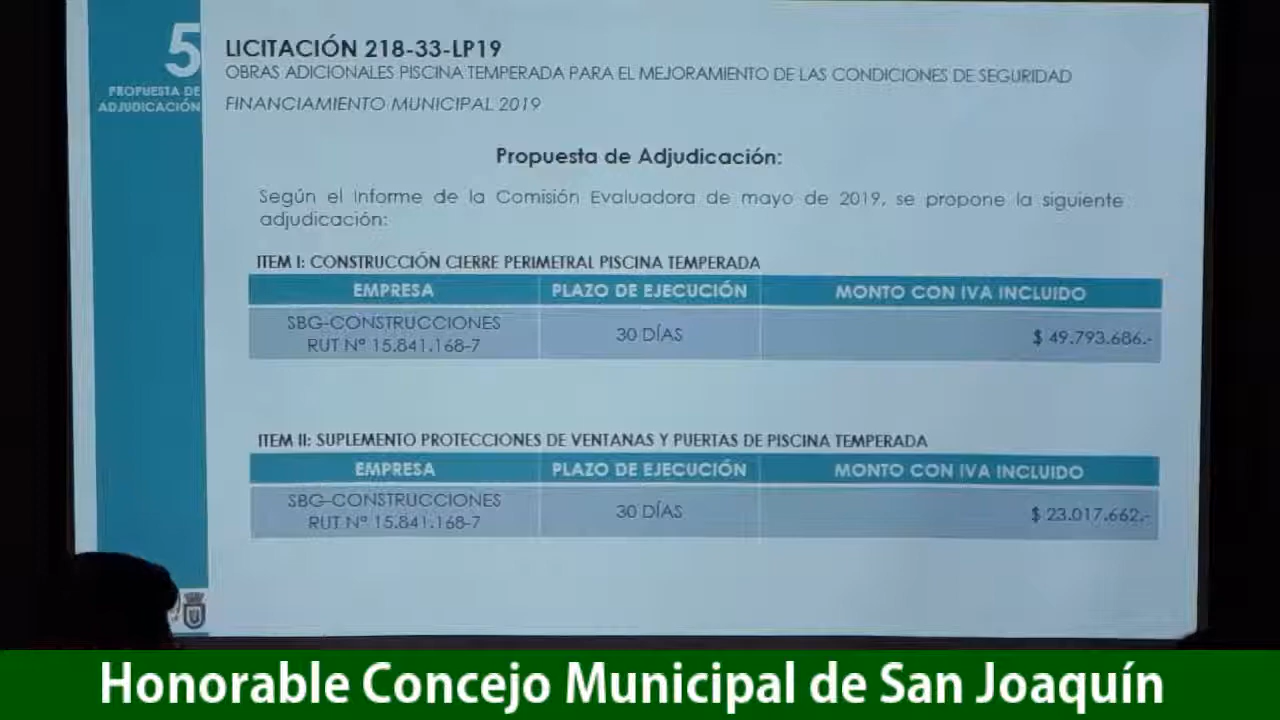 5
PROPUESTA DE
ADJUDICACIÓN
LICITACIÓN 218-33-LP19
OBRAS ADICIONALES PISCINA TEMPERADA PARA EL MEJORAMIENTO DE LAS CONDICIONES DE SEGURIDAD
FINANCIAMIENTO MUNICIPAL 2019
Propuesta de Adjudicación:
Según el Informe de la Comisión Evaluadora de mayo de 2019, se propone la siguiente
adjudicación:
ITEM I: CONSTRUCCIÓN CIERRE PERIMETRAL PISCINA TEMPERADA
EMPRESA PLAZO DE EJECUCIÓN MONTO CON IVA INCLUIDO
SBG-CONSTRUCCIONES
RUT Nº 15.841.168-7 30 DÍAS $ 49.793.686.-
ITEM II: SUPLEMENTO PROTECCIONES DE VENTANAS Y PUERTAS DE PISCINA TEMPERADA
EMPRESA PLAZO DE EJECUCIÓN MONTO CON IVA INCLUIDO
SBG-CONSTRUCCIONES
RUT Nº 15.841.168-7 30 DÍAS $ 23.017.662.-
Honorable Concejo Municipal de San Joaquín